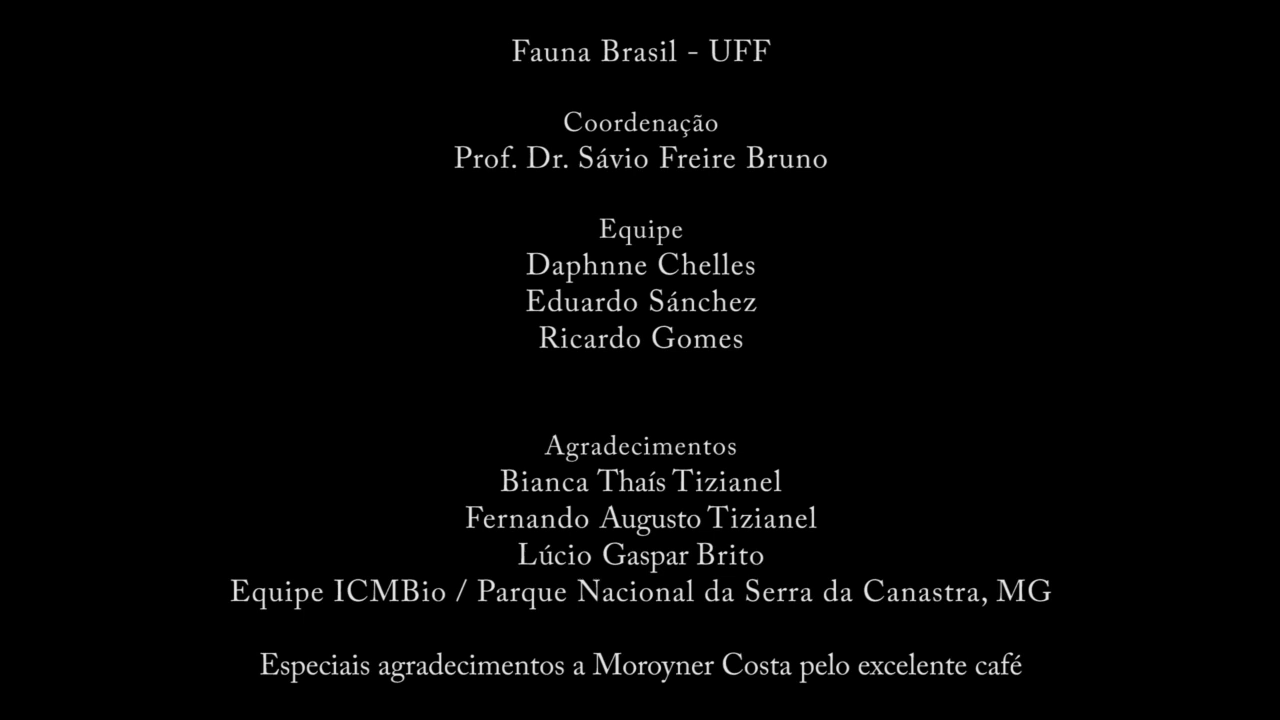 Fauna Brasil - UFF
Coordenação
Prof. Dr. Sávio Freire Bruno
Equipe
Daphnne Chelles
Eduardo Sánchez
Ricardo Gomes
Agradecimentos
Bianca Thaís Tizianel
Fernando Augusto Tizianel
Lúcio Gaspar Brito
Equipe ICMBio / Parque Nacional da Serra da Canastra, MG
Especiais agradecimentos a Moroyner Costa pelo excelente café